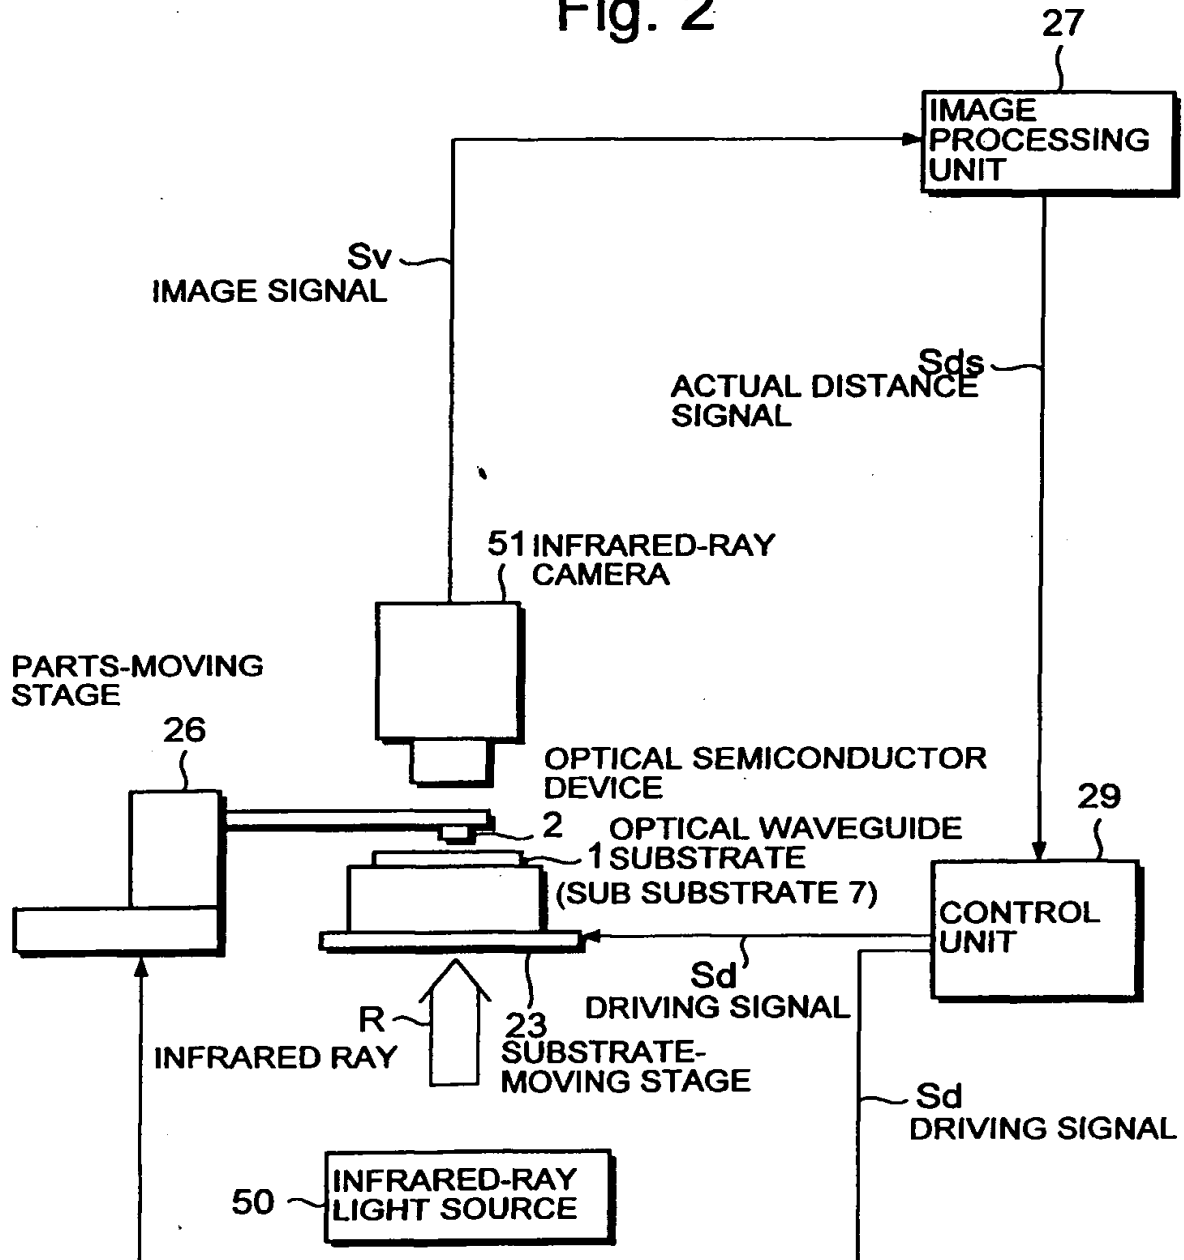 Fig. 2
27
IMAGE
PROCESSING
UNIT
Sv
IMAGE SIGNAL
Sds
ACTUAL DISTANCE
SIGNAL
51 INFRARED-RAY
CAMERA
PARTS-MOVING
STAGE
26
OPTICAL SEMICONDUCTOR
DEVICE
2
29
OPTICAL WAVEGUIDE
1 SUBSTRATE
(SUB SUBSTRATE 7)
CONTROL
UNIT
Sd
DRIVING SIGNAL
R
INFRARED RAY
23
SUBSTRATE-
MOVING STAGE
Sd
DRIVING SIGNAL
50
INFRARED-RAY
LIGHT SOURCE